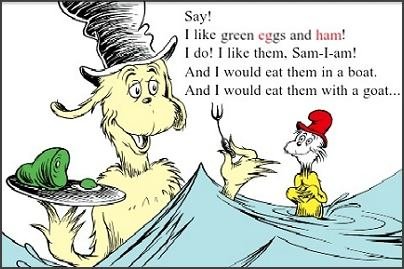 Say!
I like green eggs and ham!
I do! I like them, Sam-I-am!
And I would eat them in a boat.
And I would eat them with a goat...